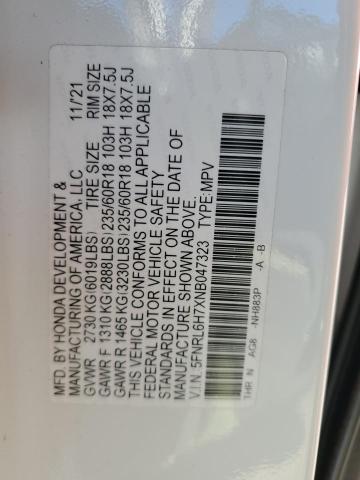 MFD. BY HONDA DEVELOPMENT &
MANUFACTURING OF AMERICA, LLC 11/'21
GVWR 2730 KG(6019LBS) TIRE SIZE RIM SIZE
GAWR F 1310 KG(2888LBS) 235/60R18 103H 18X7.5J
GAWR R 1465 KG(3230LBS) 235/60R18 103H 18X7.5J
THIS VEHICLE CONFORMS TO ALL APPLICABLE
FEDERAL MOTOR VEHICLE SAFETY
STANDARDS IN EFFECT ON THE DATE OF
MANUFACTURE SHOWN ABOVE.
V.I.N. 5FNRL6H7XNB047323 TYPE: MPV
THR N AG8 -NH883P -A -B